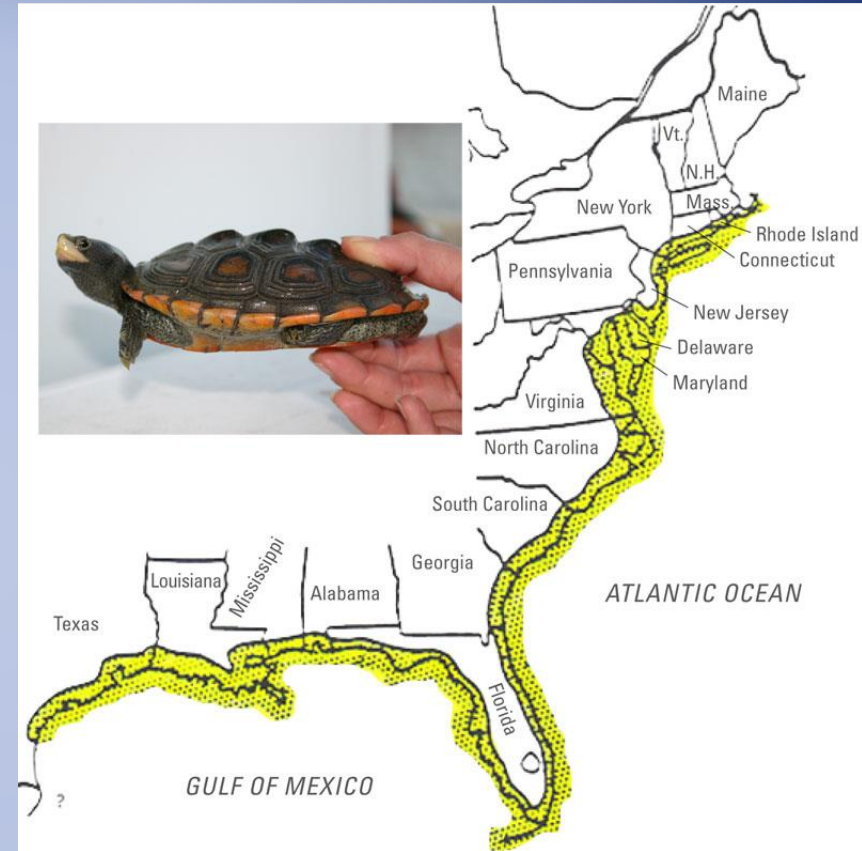 Maine
Vt.
N.H.
Mass.
New York
Rhode Island
Connecticut
Pennsylvania
New Jersey
Delaware
Maryland
Virginia
North Carolina
South Carolina
Georgia
Mississippi
Louisiana
Alabama
ATLANTIC OCEAN
Texas
Florida
GULF OF MEXICO
?